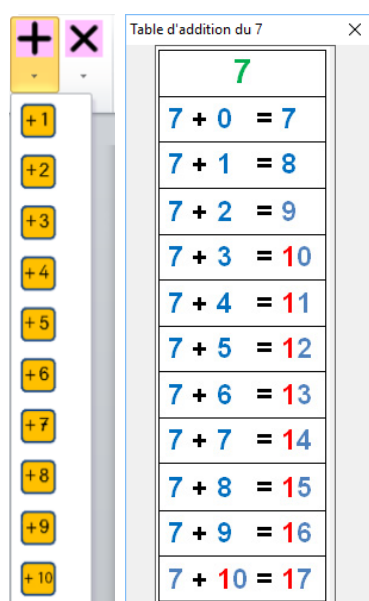 + ×
+1
+2
+3
+4
+5
+6
+7
+8
+9
+10
Table d'addition du 7 ×
7
7 + 0 = 7
7 + 1 = 8
7 + 2 = 9
7 + 3 = 10
7 + 4 = 11
7 + 5 = 12
7 + 6 = 13
7 + 7 = 14
7 + 8 = 15
7 + 9 = 16
7 + 10 = 17